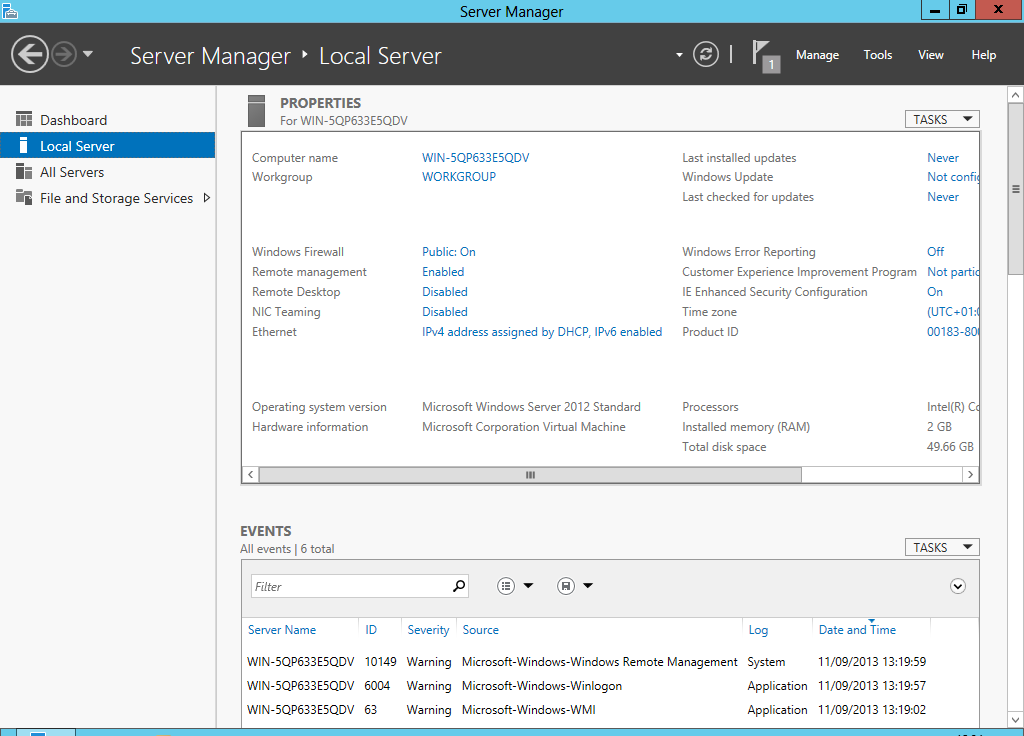 Server Manager
Server Manager ‣ Local Server
1 Manage Tools View Help
Dashboard
Local Server
All Servers
File and Storage Services
PROPERTIES
For WIN-5QP633E5QDV
TASKS
Computer name WIN-5QP633E5QDV Last installed updates Never
Workgroup WORKGROUP Windows Update Not config
Last checked for updates Never
Windows Firewall Public: On Windows Error Reporting Off
Remote management Enabled Customer Experience Improvement Program Not partic
Remote Desktop Disabled IE Enhanced Security Configuration On
NIC Teaming Disabled Time zone (UTC+01:0
Ethernet IPv4 address assigned by DHCP, IPv6 enabled Product ID 00183-800
Operating system version Microsoft Windows Server 2012 Standard Processors Intel(R) Co
Hardware information Microsoft Corporation Virtual Machine Installed memory (RAM) 2 GB
Total disk space 49.66 GB
EVENTS
All events | 6 total
TASKS
Filter
Server Name ID Severity Source Log Date and Time
WIN-5QP633E5QDV 10149 Warning Microsoft-Windows-Windows Remote Management System 11/09/2013 13:19:59
WIN-5QP633E5QDV 6004 Warning Microsoft-Windows-Winlogon Application 11/09/2013 13:19:57
WIN-5QP633E5QDV 63 Warning Microsoft-Windows-WMI Application 11/09/2013 13:19:02